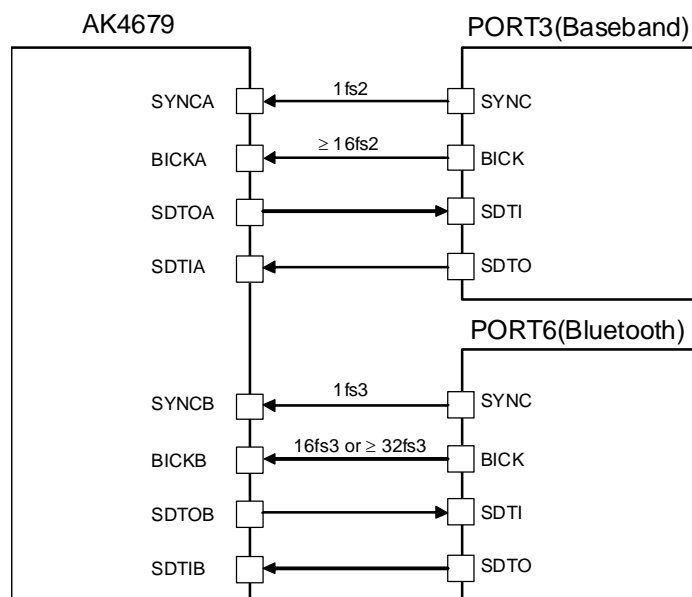 AK4679
PORT3(Baseband)
SYNCA
1fs2
SYNC
BICKA
≥ 16fs2
BICK
SDTOA
SDTI
SDTIA
SDTO
PORT6(Bluetooth)
SYNCB
1fs3
SYNC
BICKB
16fs3 or ≥ 32fs3
BICK
SDTOB
SDTI
SDTIB
SDTO